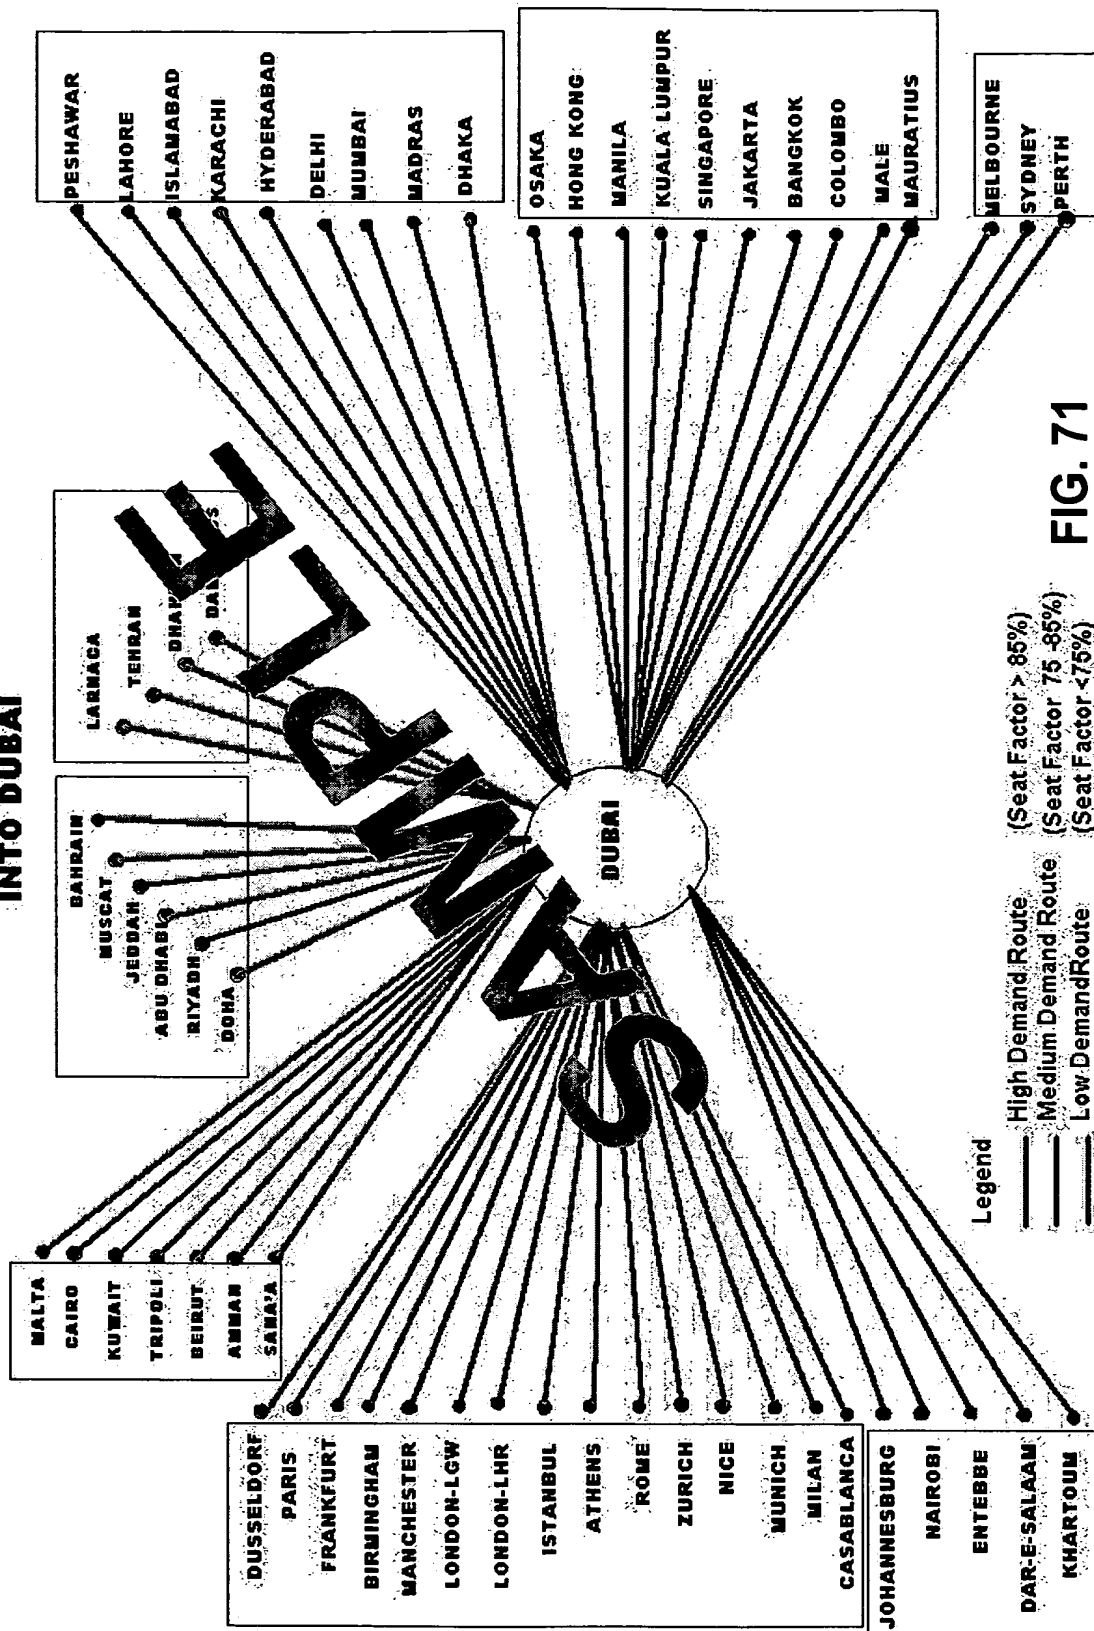 INTO DUBAI
MALTA
CAIRO
KUWAIT
TRIPOLI
BEIRUT
AMMAN
SANA'A
BAHRAIN
MUSCAT
JEDDAH
ABU DHABI
RIYADH
DOHA
LARNACA
TEHRAN
PESHAWAR
LAHORE
ISLAMABAD
KARACHI
HYDERABAD
DELHI
MUMBAI
MADRAS
DHAKA
DUSSELDORF
PARIS
FRANKFURT
BIRMINGHAM
MANCHESTER
LONDON-LGW
LONDON-LHR
ISTANBUL
ATHENS
ROME
ZURICH
NICE
MUNICH
MILAN
CASABLANCA
DUBAI
SAMPLE
OSAKA
HONG KONG
MANILA
KUALA LUMPUR
SINGAPORE
JAKARTA
BANGKOK
COLOMBO
MALE
MAURATIUS
JOHANNESBURG
NAIROBI
ENTEBBE
DAR-E-SALAAM
KHARTOUM
MELBOURNE
SYDNEY
PERTH
Legend
High Demand Route (Seat Factor > 85%)
Medium Demand Route (Seat Factor 75 -85%)
Low DemandRoute (Seat Factor <75%)
FIG. 71